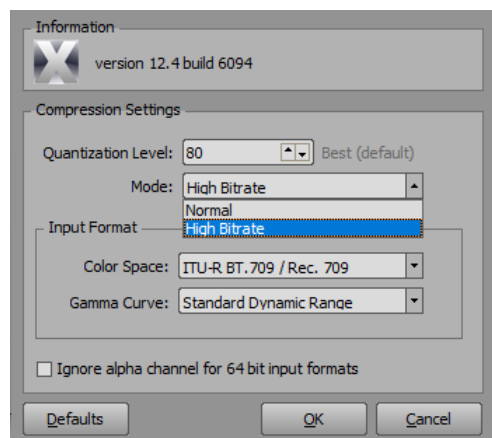 Information
version 12.4 build 6094
Compression Settings
Quantization Level: 80 Best (default)
Mode: High Bitrate
Normal
High Bitrate
Input Format
Color Space: ITU-R BT.709 / Rec. 709
Gamma Curve: Standard Dynamic Range
Ignore alpha channel for 64 bit input formats
Defaults OK Cancel